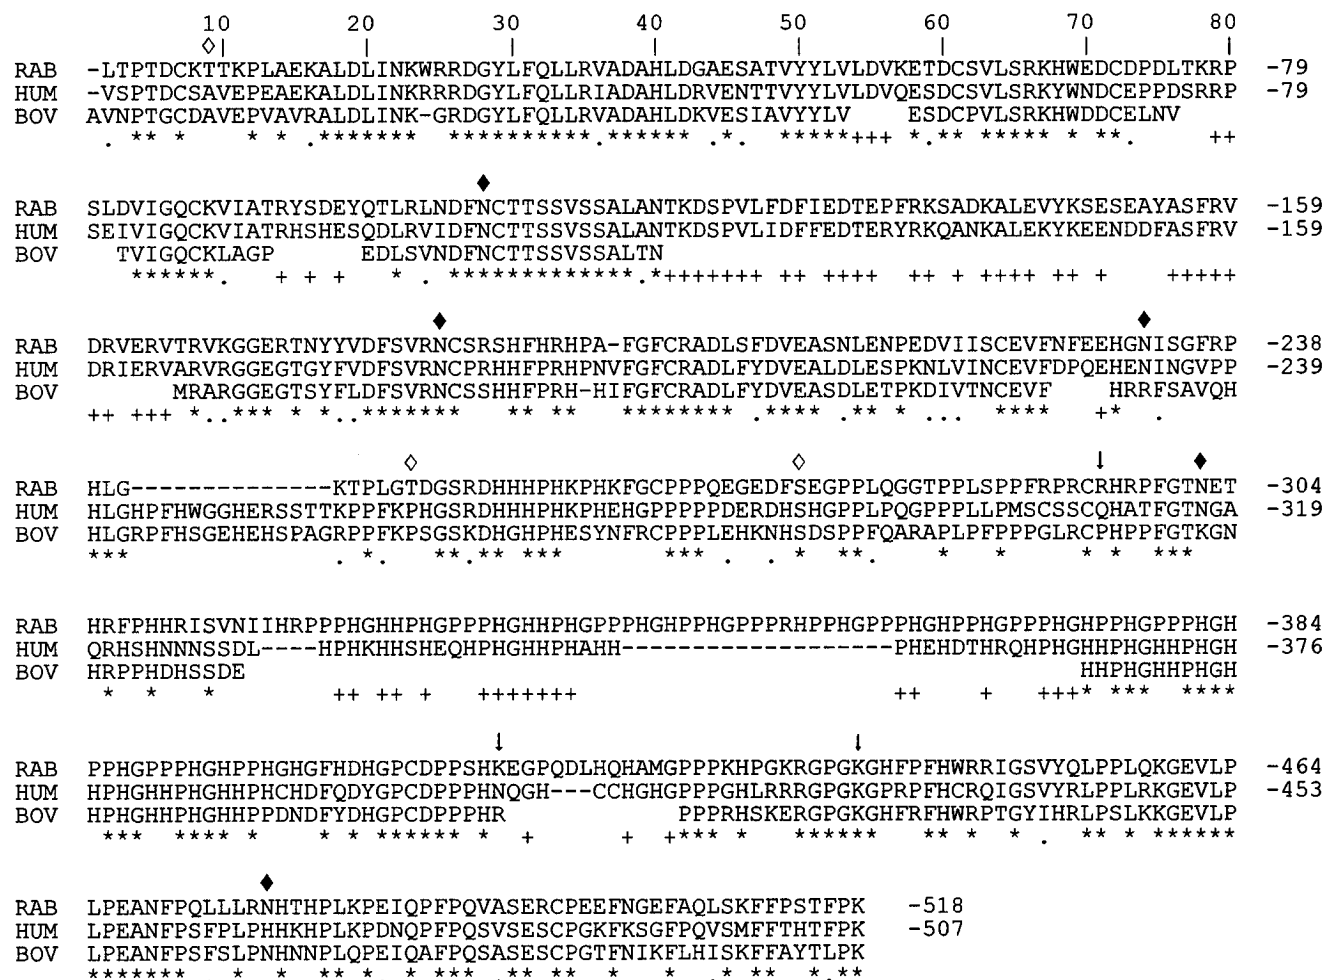 10 20 30 40 50 60 70 80
◇
RAB -LTPTDCKTTKPLAEKALDLINKWRRDGYLFQLLRVADAHLDGAESATVYYLVLDVKETDCSVLSRKHWEDCDPDLTKRP -79
HUM -VSPTDCSAVEPEAEKALDLINKRRRDGYLFQLLRIADAHLDRVENTTVYYLVLDVQESDCSVLSRKYWNDCEPPDSRRP -79
BOV AVNPTGCDAVEPVAVRALDLINK-GRDGYLFQLLRVADAHLDKVESIAVYYLV    ESDCPVLSRKHWDDCELNV
. ** * * * .****** *******.****** . *. *****+++ *.** ***** * ** . ++
◆
RAB SLDVIGQCKVIATRYSDEYQTLRLNDFNCTTSSVSSALANTKDSPVLFDFIEDTEPFRKSADKALEVYKSESEAYASFRV -159
HUM SEIVIGQCKVIATRHSHESQDLRVIDFNCTTSSVSSALANTKDSPVLIDFFEDTERYRKQANKALEKYKEENDDFASFRV -159
BOV   TVIGQCKLAGP      EDLSVNDFNCTTSSVSSALTN
******. + + + * . *************.*+++++++ ++ +++ + ++++ + + +++++
◆ ◆
RAB DRVERVTRVKGGERTNYYVDFSVRNCSRSHFHRHPA-FGFCRADLSFDVEASNLENPEDVIISCEVFNFEEHGNISGFRP -238
HUM DRIERVARVRGGEGTGYFVDFSVRNCPRHHFPRHPNVFGFCRADLFYDVEALDLESPKNLVINCEVFDPQEHENINGVPP -239
BOV       MRARGGEGTSYFLDFSVRNCSSHHFPRH-HIFGFCRADLFYDVEASDLETPKDIVTNCEVF    HRRFSAVQH
++ +++ *..*** * *..******* ** ** ******* .**** .** * ... **** +* .
◇ ◇ ↓ ◆
RAB HLG--------------KTPLGTDGSRDHHHPHKPHKFGCPPPQEGEDFSEGPPLQGGTPPLSPPFRPRCRHRPFGTNET -304
HUM HLGHPFHWGGHERSSTTKPPFKPHGSRDHHHPHKPHEHGPPPPPDERDHSHGPPLPQGPPPLLPMSCSSCQHATFGTNGA -319
BOV HLGRPFHSGEHEHSPAGRPPFKPSGSKDHGHPHESYNFRCPPPLEHKNHSDSPPFQARAPLPFPPPGLRCPHPPFGTKGN
*** . *. **.** *** ***. . * **. * * * * ***
RAB HRFPHHRISVNIIHRPPPHGHHPHGPPPHGHHPHGPPPHGHPPHGPPPRHPPHGPPPHGHPPHGPPPHGHPPHGPPPHGH -384
HUM QRHSHNNNSSDL----HPHKHHSHEQHPHGHHPHAHH-------------------PHEHDTHRQHPHGHHPHGHHPHGH -376
BOV HRPPHDHSSDE                                                          HHPHGHHPHGH
* * * ++ ++ + +++++++ ++ + +++* *** ****
↓ ↓
RAB PPHGPPPHGHPPHGHGFHDHGPCDPPSHKEGPQDLHQHAMGPPPKHPGKRGPGKGHFPFHWRRIGSVYQLPPLQKGEVLP -464
HUM HPHGHHPHGHHPHCHDFQDYGPCDPPPHNQGH---CCHGHGPPPGHLRRRGPGKGPRPFHCRQIGSVYRLPPLRKGEVLP -453
BOV HPHGHHPHGHHPPDNDFYDHGPCDPPPHR            PPPRHSKERGPGKGHFRFHWRPTGYIHRLPSLKKGEVLP
*** **** * * * ****** * + + +*** * ****** ** * * . ** * ******
◆
RAB LPEANFPQLLLRNHTHPLKPEIQPFPQVASERCPEEFNGEFAQLSKFFPSTFPK -518
HUM LPEANFPSFPLPHHKHPLKPDNQPFPQSVSESCPGKFKSGFPQVSMFFTHTFPK -507
BOV LPEANFPSFSLPNHNNPLQPEIQAFPQSASESCPGTFNIKFLHISKFFAYTLPK
******* * * ** * * *** ** ** * * .* ** *.**